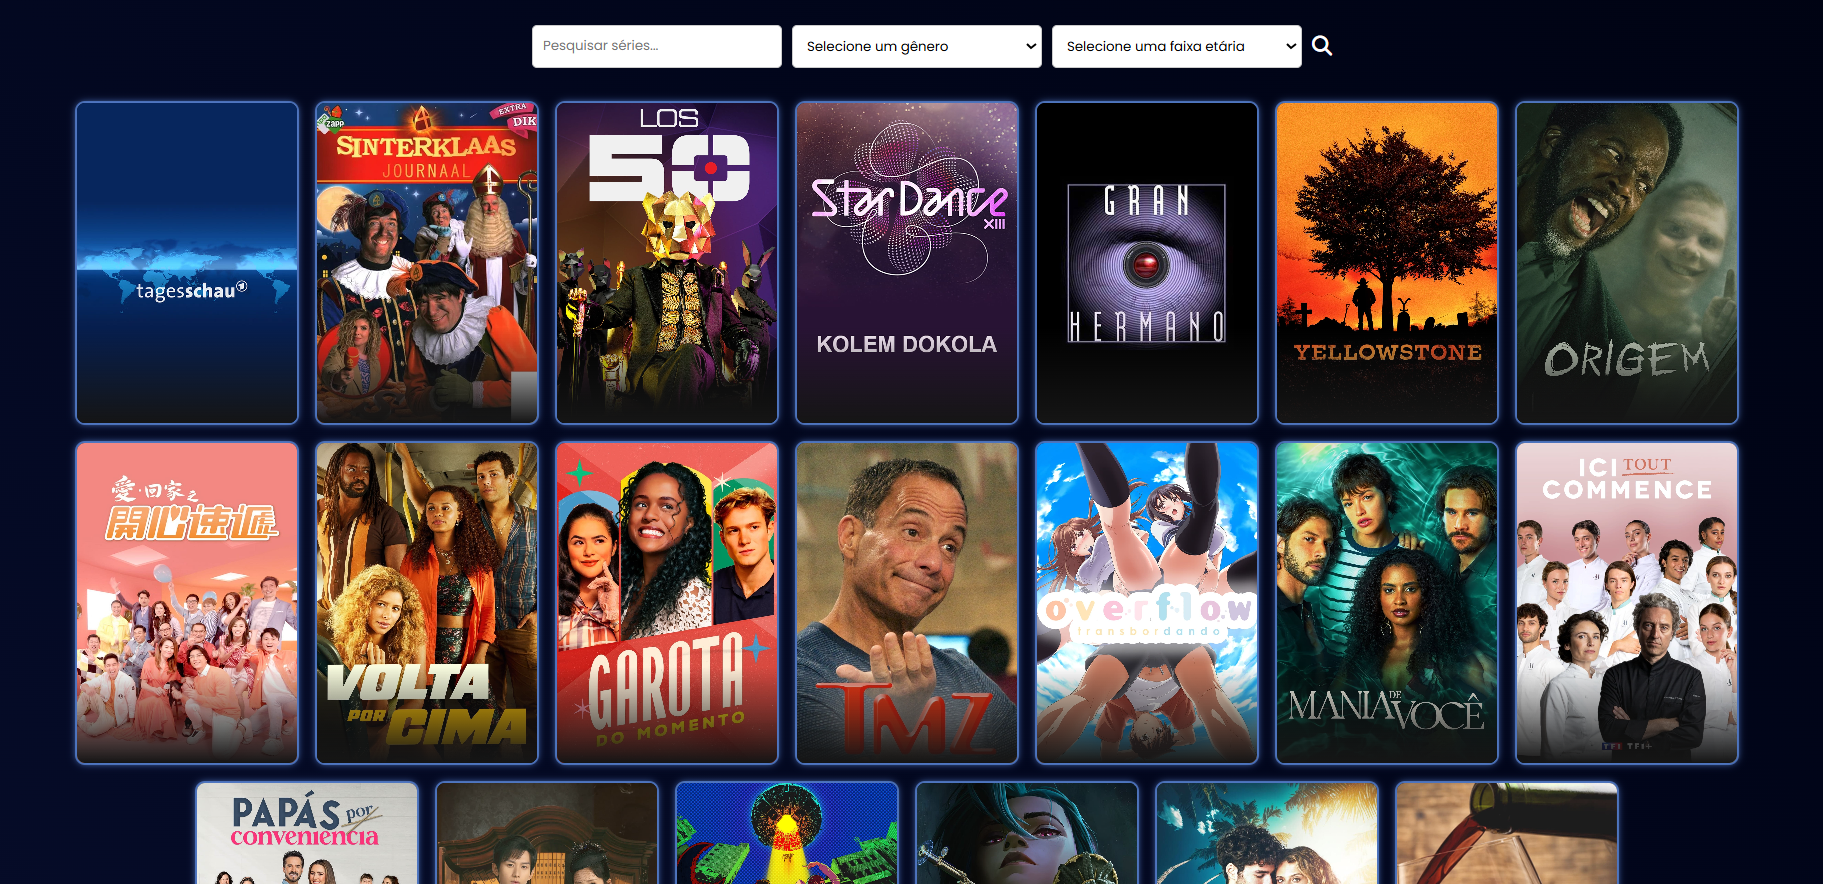 Pesquisar séries...
Selecione um gênero
Selecione uma faixa etária
tagesschau
zapp
EXTRA
DIK
SINTERKLAAS
JOURNAAL
LOS
50
StarDance
XIII
KOLEM DOKOLA
GRAN
HERMANO
YELLOWSTONE
ORIGEM
愛·回家之
開心速遞
VOLTA
POR CIMA
GAROTA
DO MOMENTO
TMZ
overflow
transbordando
MANIA DE
VOCÊ
ICI TOUT
COMMENCE
TF1 TF1+
PAPÁS por
conveniencia